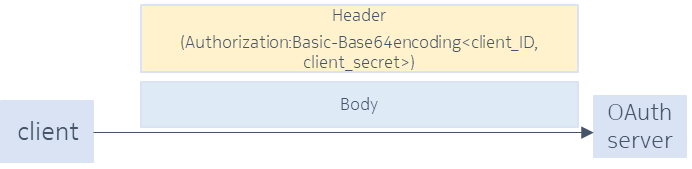 Header
(Authorization:Basic-Base64encoding<client_ID,
client_secret>)
Body
client
OAuth
server